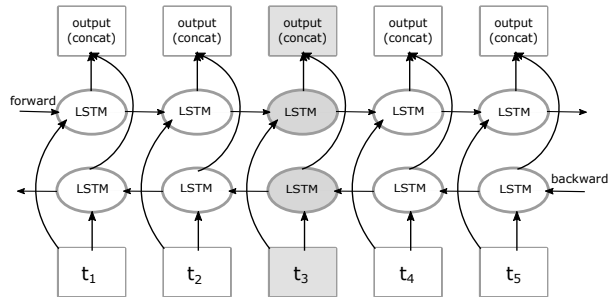 output output output output output
(concat) (concat) (concat) (concat) (concat)
forward
LSTM LSTM LSTM LSTM LSTM
LSTM LSTM LSTM LSTM LSTM
backward
t₁ t₂ t₃ t₄ t₅